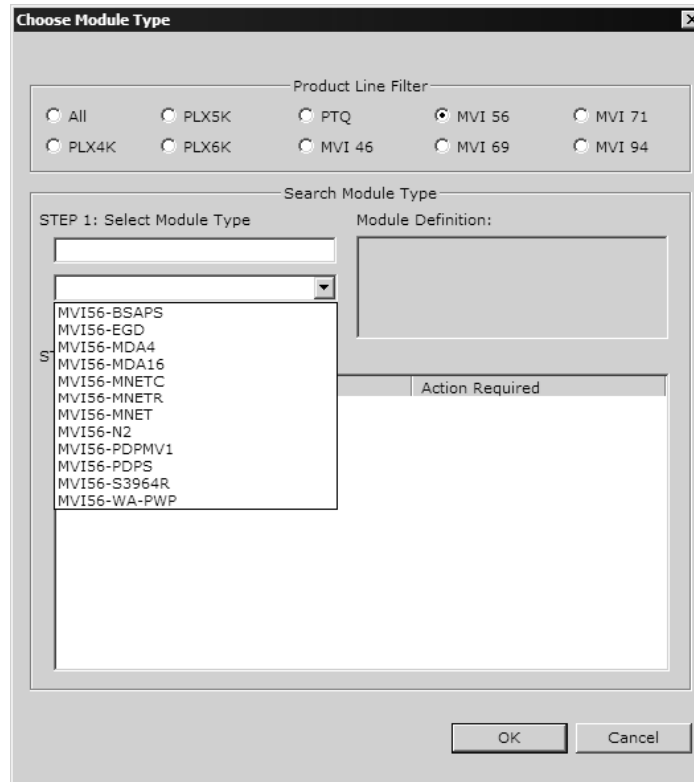 Choose Module Type
Product Line Filter
All PLX5K PTQ MVI 56 MVI 71
PLX4K PLX6K MVI 46 MVI 69 MVI 94
Search Module Type
STEP 1: Select Module Type Module Definition:
MVI56-BSAPS
MVI56-EGD
MVI56-MDA4
MVI56-MDA16
MVI56-MNETC
MVI56-MNETR
MVI56-MNET
MVI56-N2
MVI56-PDPMV1
MVI56-PDPS
MVI56-S3964R
MVI56-WA-PWP
Action Required
OK Cancel